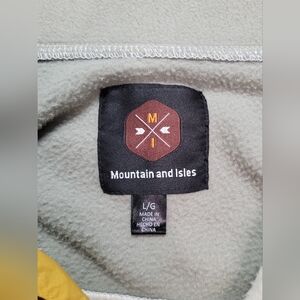 M
I
Mountain and Isles
L/G
MADE IN
CHINA
HECHO EN
CHINA